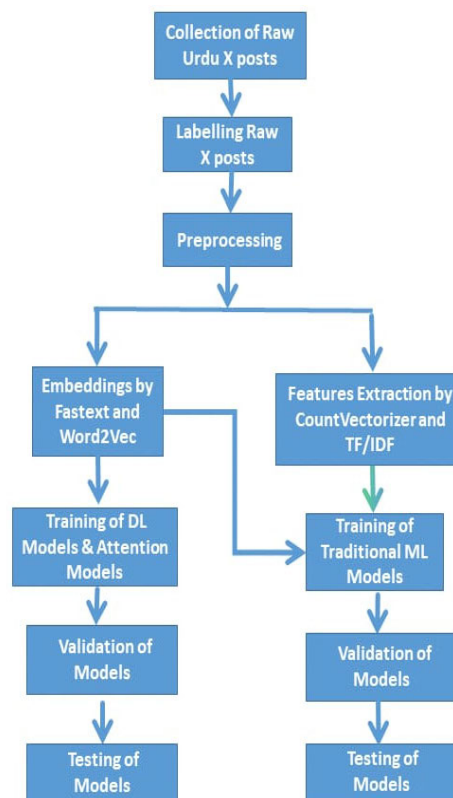 Collection of Raw
Urdu X posts
Labelling Raw
X posts
Preprocessing
Embeddings by
Fastext and
Word2Vec
Features Extraction by
CountVectorizer and
TF/IDF
Training of DL
Models & Attention
Models
Training of
Traditional ML
Models
Validation of
Models
Validation of
Models
Testing of
Models
Testing of
Models